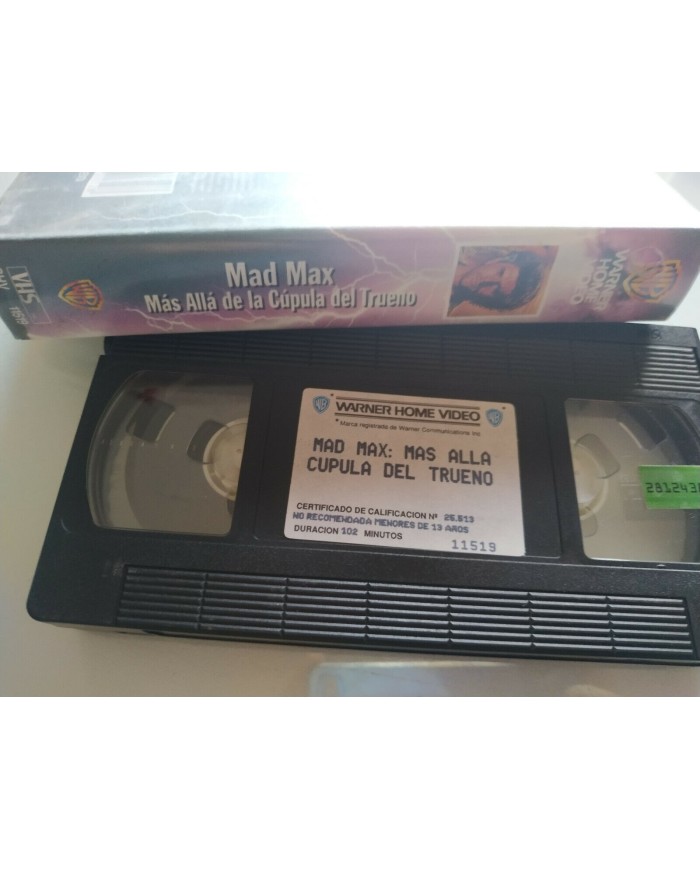 Mad Max
Más Allá de la Cúpula del Trueno
WARNER
HOME
VIDEO
VHS
WARNER HOME VIDEO
Marca registrada de Warner Communications Inc
MAD MAX: MAS ALLA
CUPULA DEL TRUENO
CERTIFICADO DE CALIFICACION Nº 25.513
NO RECOMENDADA MENORES DE 13 AÑOS
DURACION 102 MINUTOS
11519